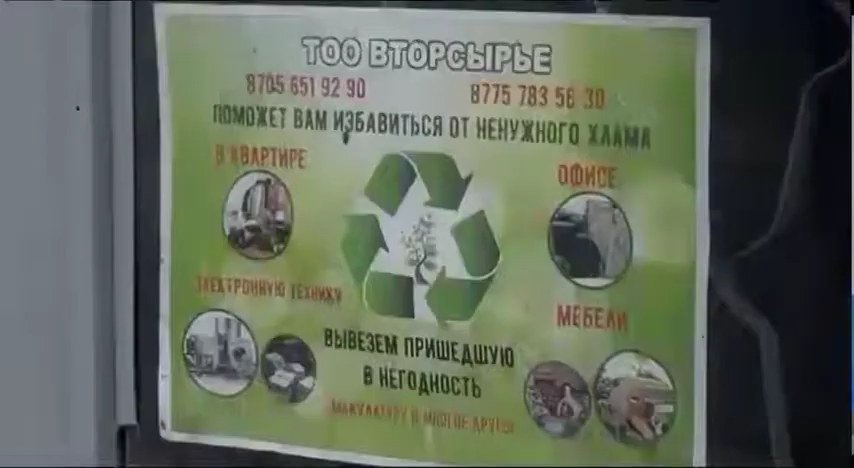 ТОО ВТОРСЫРЬЕ
8705 651 92 90 8775 783 58 30
ПОМОЖЕТ ВАМ ИЗБАВИТЬСЯ ОТ НЕНУЖНОГО ХЛАМА
В КВАРТИРЕ ОФИСЕ
ЭЛЕКТРОННУЮ ТЕХНИКУ МЕБЕЛИ
ВЫВЕЗЕМ ПРИШЕДШУЮ
В НЕГОДНОСТЬ
МАКУЛАТУРУ И МНОГОЕ ДРУГОЕ